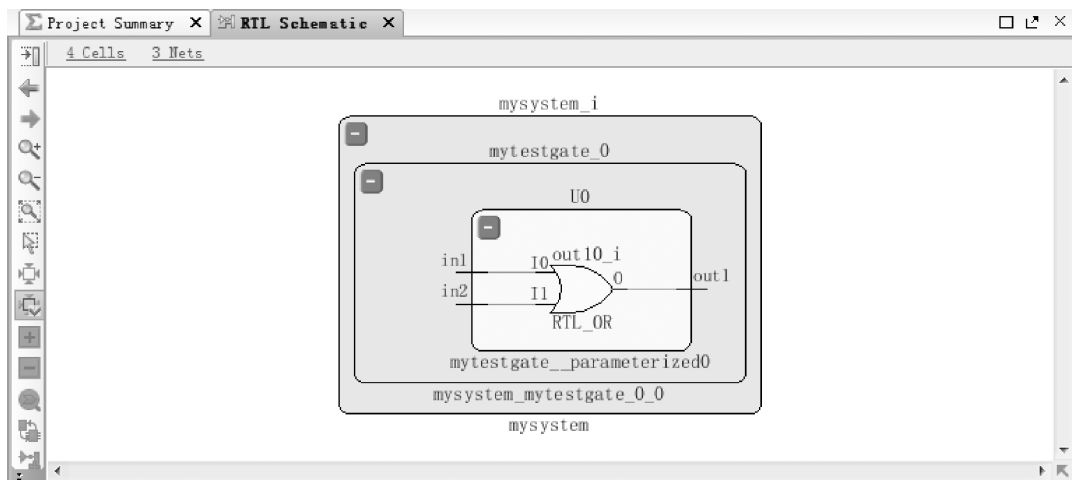 Project Summary X RTL Schematic X
4 Cells 3 Nets
mysystem_i
mytestgate_0
U0
in1 I0 out10_i
O out1
in2 I1
RTL_OR
mytestgate__parameterized0
mysystem_mytestgate_0_0
mysystem